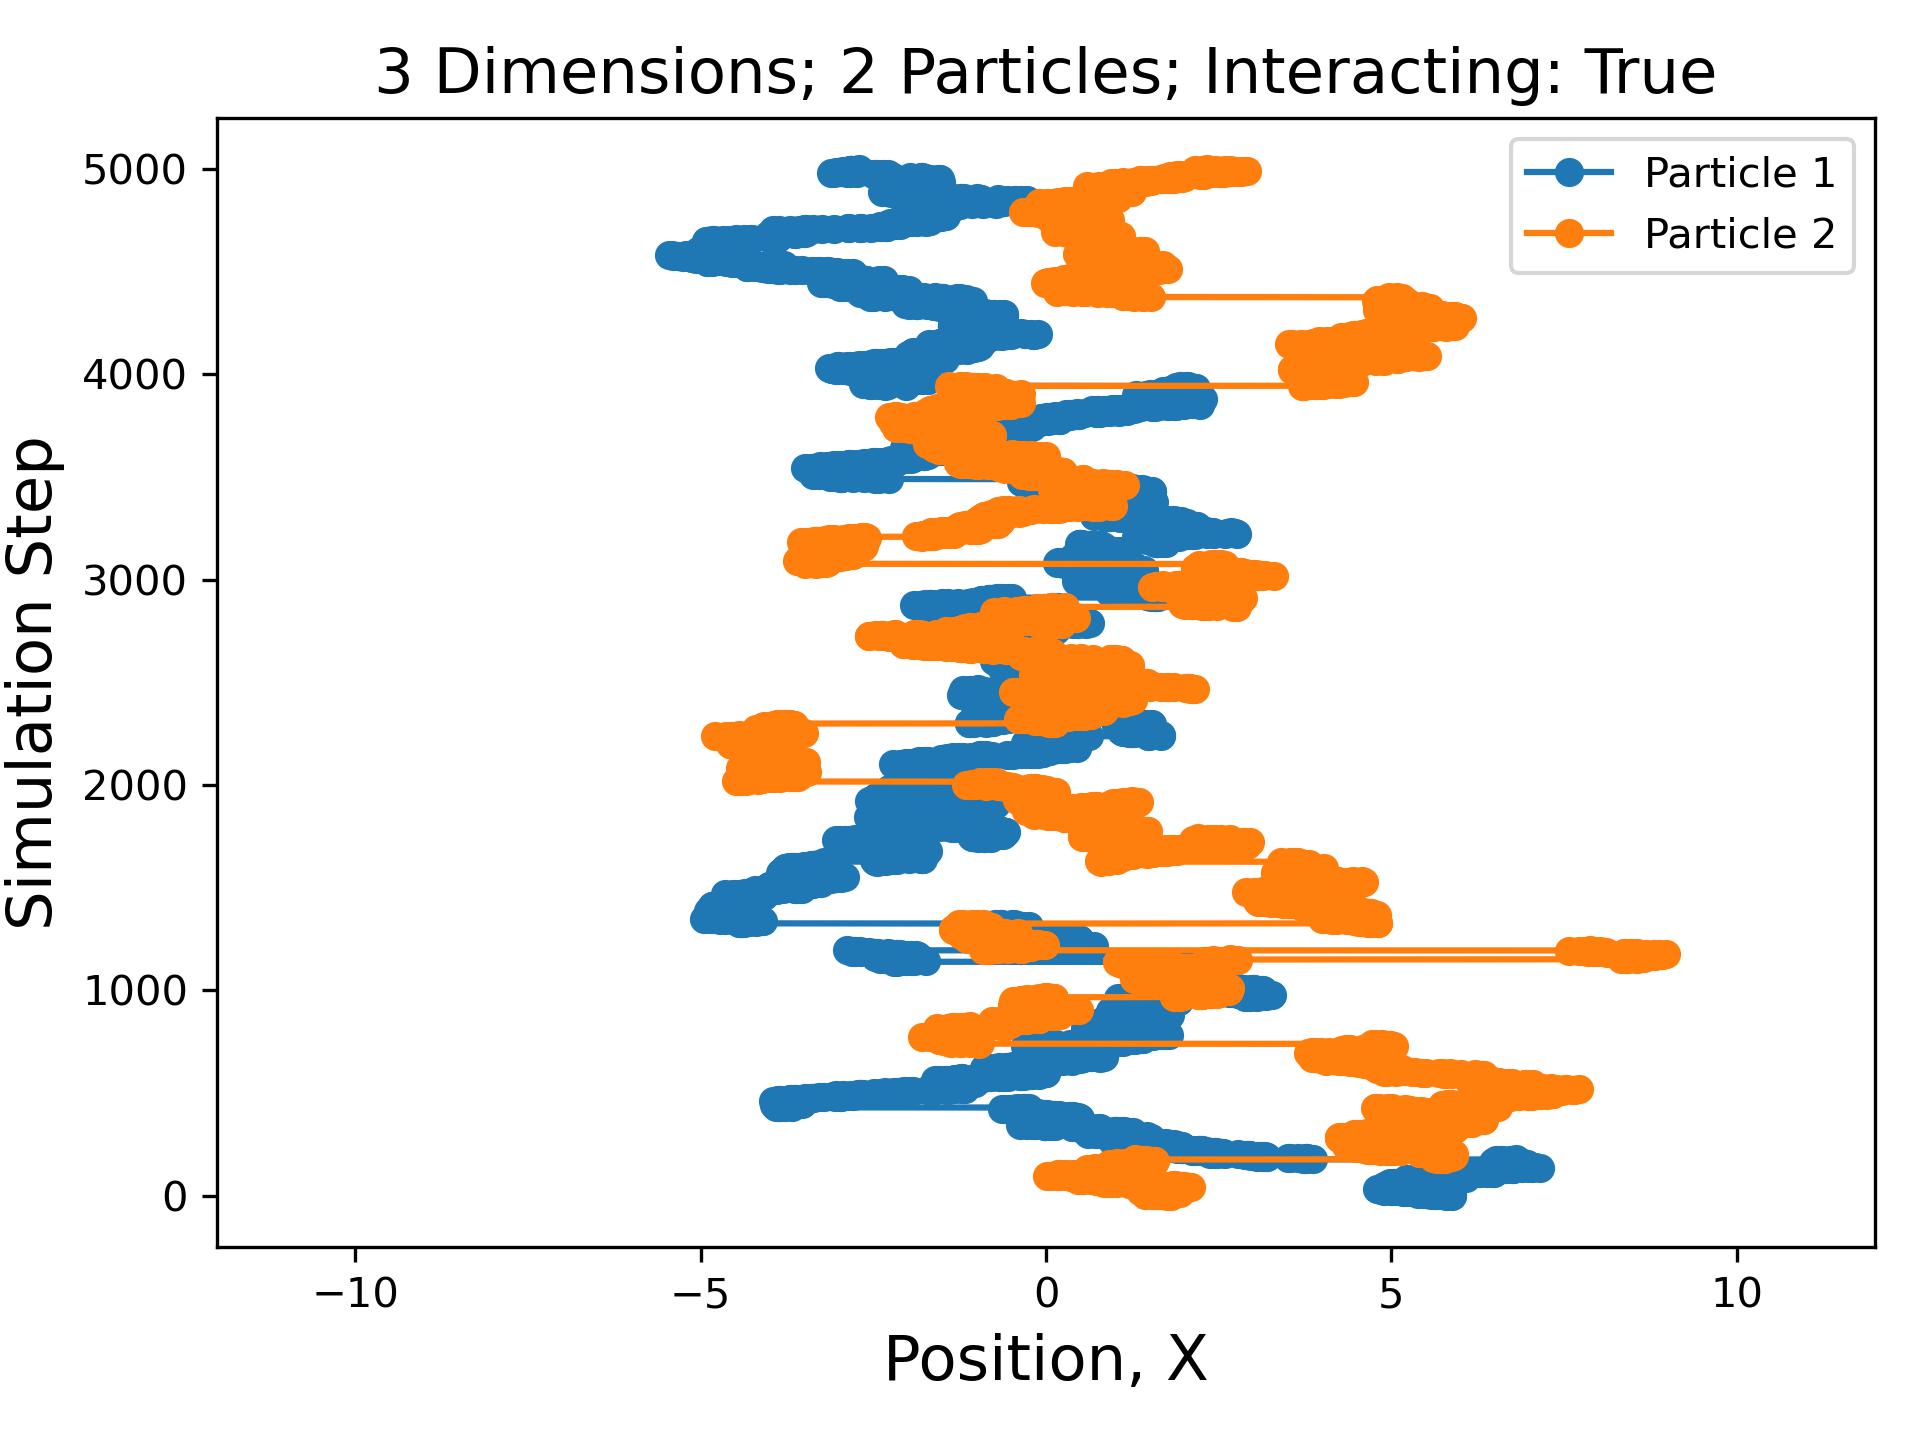 3 Dimensions; 2 Particles; Interacting: True
Particle 1
Particle 2
Simulation Step
5000
4000
3000
2000
1000
0
−10 −5 0 5 10
Position, X